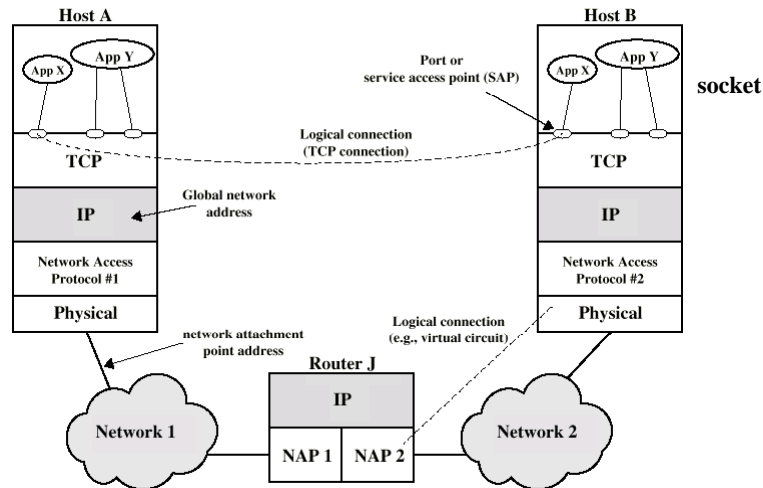 Host A
Host B
App X
App Y
Port or
service access point (SAP)
App X
App Y
socket
Logical connection
(TCP connection)
TCP
TCP
Global network
address
IP
IP
Network Access
Protocol #1
Network Access
Protocol #2
Physical
Logical connection
(e.g., virtual circuit)
Physical
network attachment
point address
Router J
IP
Network 1
NAP 1
NAP 2
Network 2